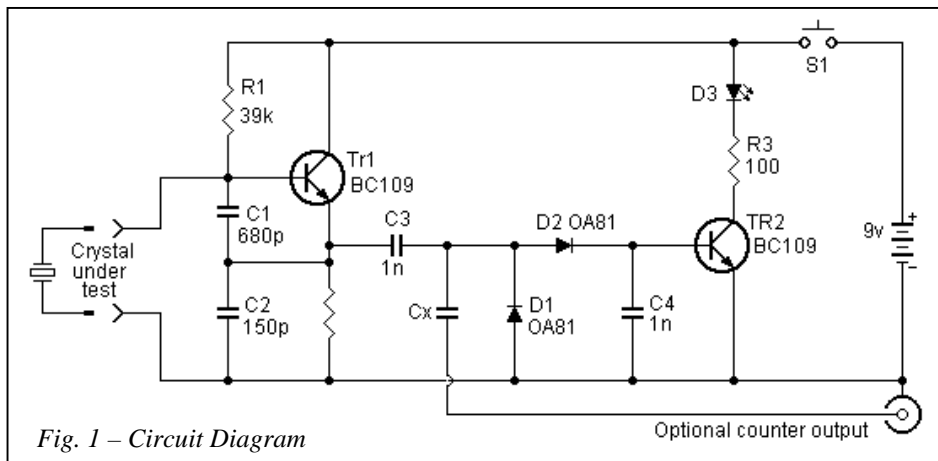 S1
R1
39k
D3
R3
100
Tr1
BC109
C1
680p
C3
1n
D2 OA81
TR2
BC109
9v
+
-
Crystal
under
test
C2
150p
Cx
D1
OA81
C4
1n
Optional counter output
Fig. 1 – Circuit Diagram